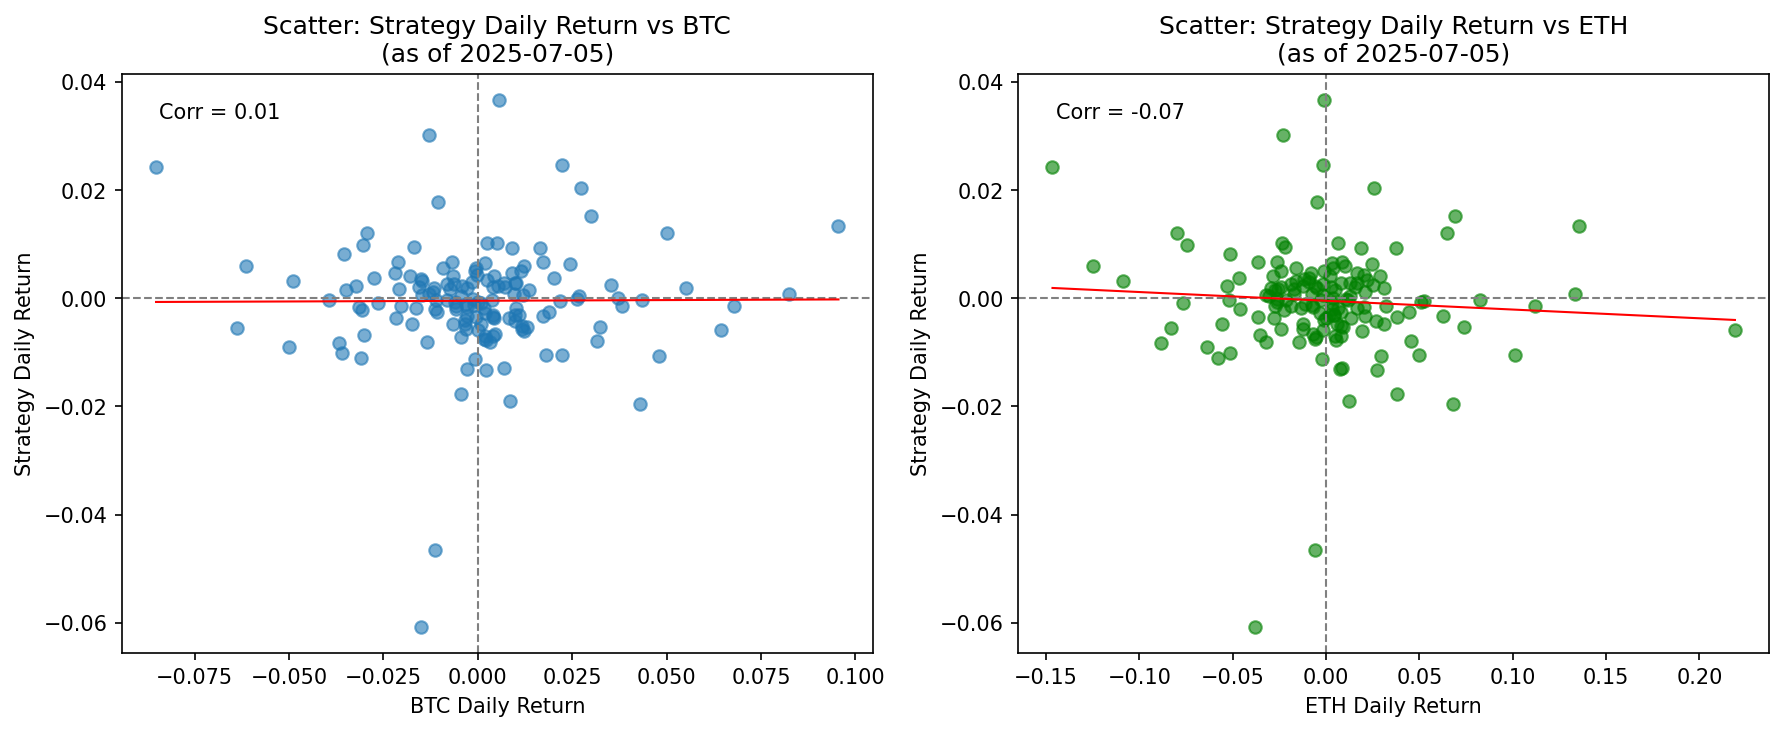 Scatter: Strategy Daily Return vs BTC
(as of 2025-07-05)
Corr = 0.01
0.04
0.02
0.00
−0.02
−0.04
−0.06
Strategy Daily Return
−0.075
−0.050
−0.025
0.000
0.025
0.050
0.075
0.100
BTC Daily Return
Scatter: Strategy Daily Return vs ETH
(as of 2025-07-05)
Corr = -0.07
0.04
0.02
0.00
−0.02
−0.04
−0.06
Strategy Daily Return
−0.15
−0.10
−0.05
0.00
0.05
0.10
0.15
0.20
ETH Daily Return